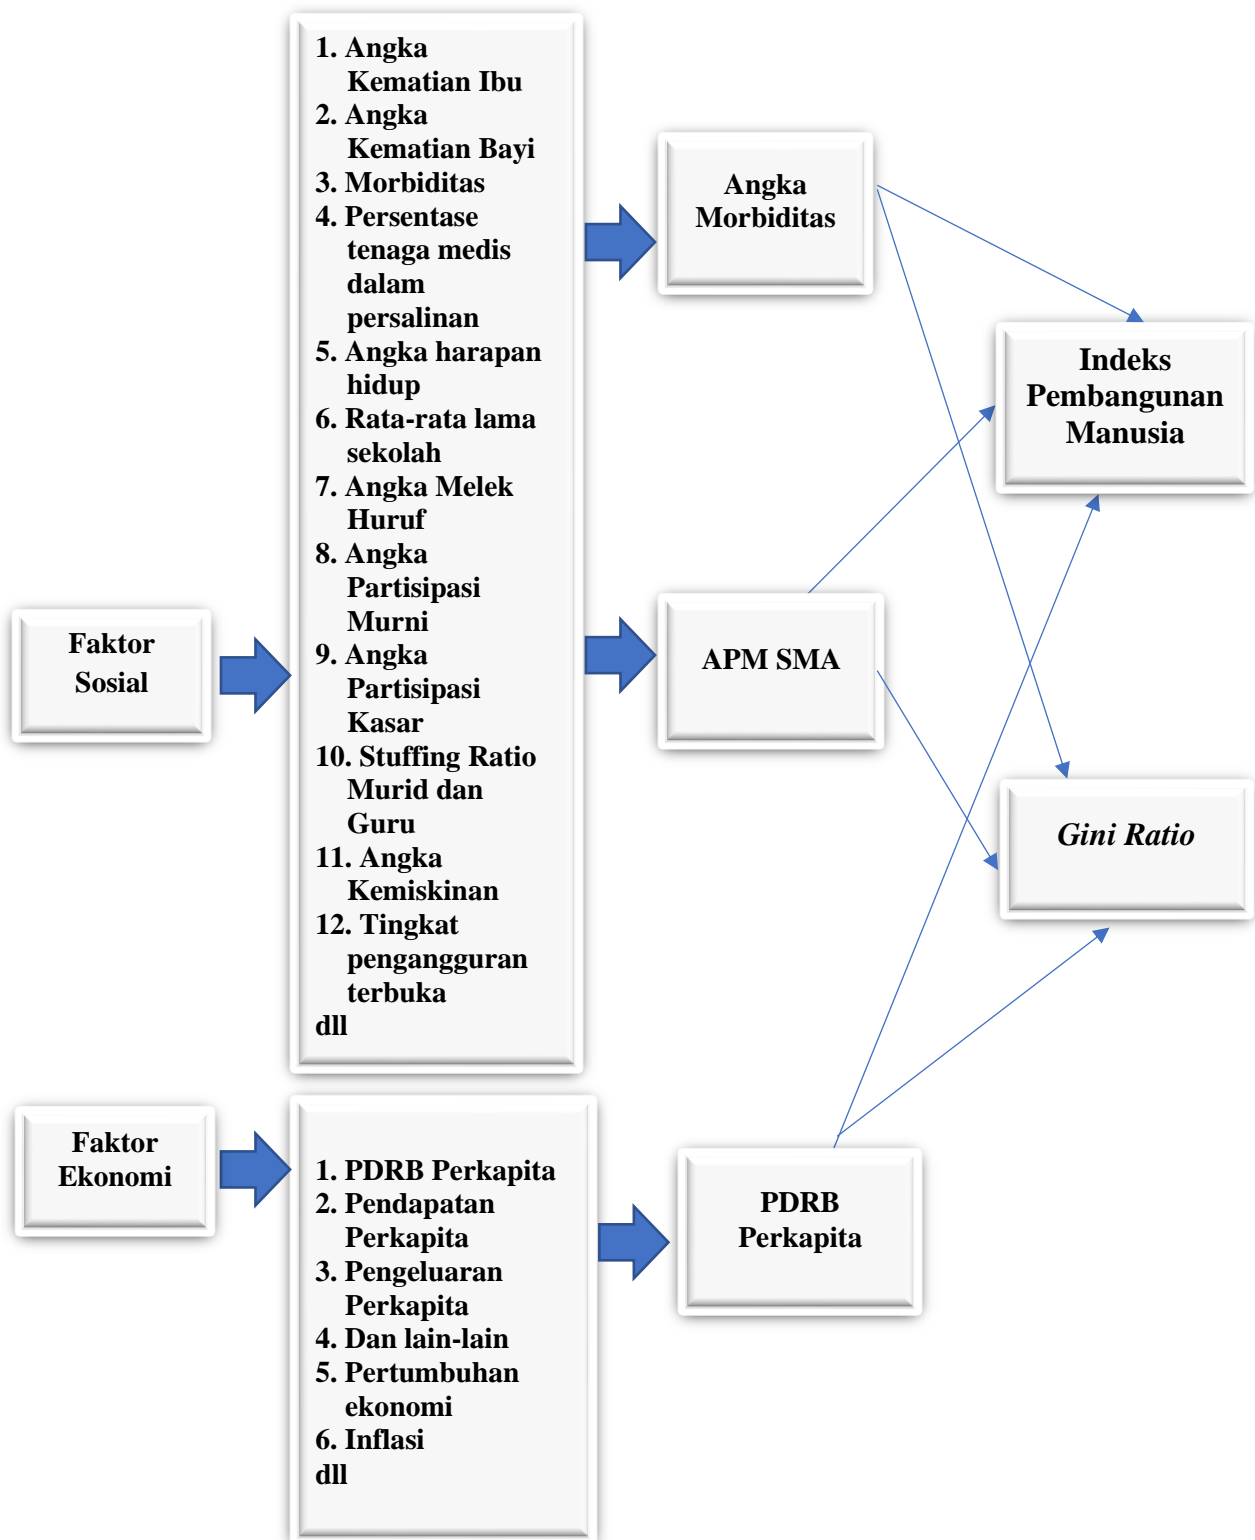 Faktor
Sosial
1. Angka
Kematian Ibu
2. Angka
Kematian Bayi
3. Morbiditas
4. Persentase
tenaga medis
dalam
persalinan
5. Angka harapan
hidup
6. Rata-rata lama
sekolah
7. Angka Melek
Huruf
8. Angka
Partisipasi
Murni
9. Angka
Partisipasi
Kasar
10. Stuffing Ratio
Murid dan
Guru
11. Angka
Kemiskinan
12. Tingkat
pengangguran
terbuka
dll
Angka
Morbiditas
APM SMA
Indeks
Pembangunan
Manusia
Gini Ratio
Faktor
Ekonomi
1. PDRB Perkapita
2. Pendapatan
Perkapita
3. Pengeluaran
Perkapita
4. Dan lain-lain
5. Pertumbuhan
ekonomi
6. Inflasi
dll
PDRB
Perkapita